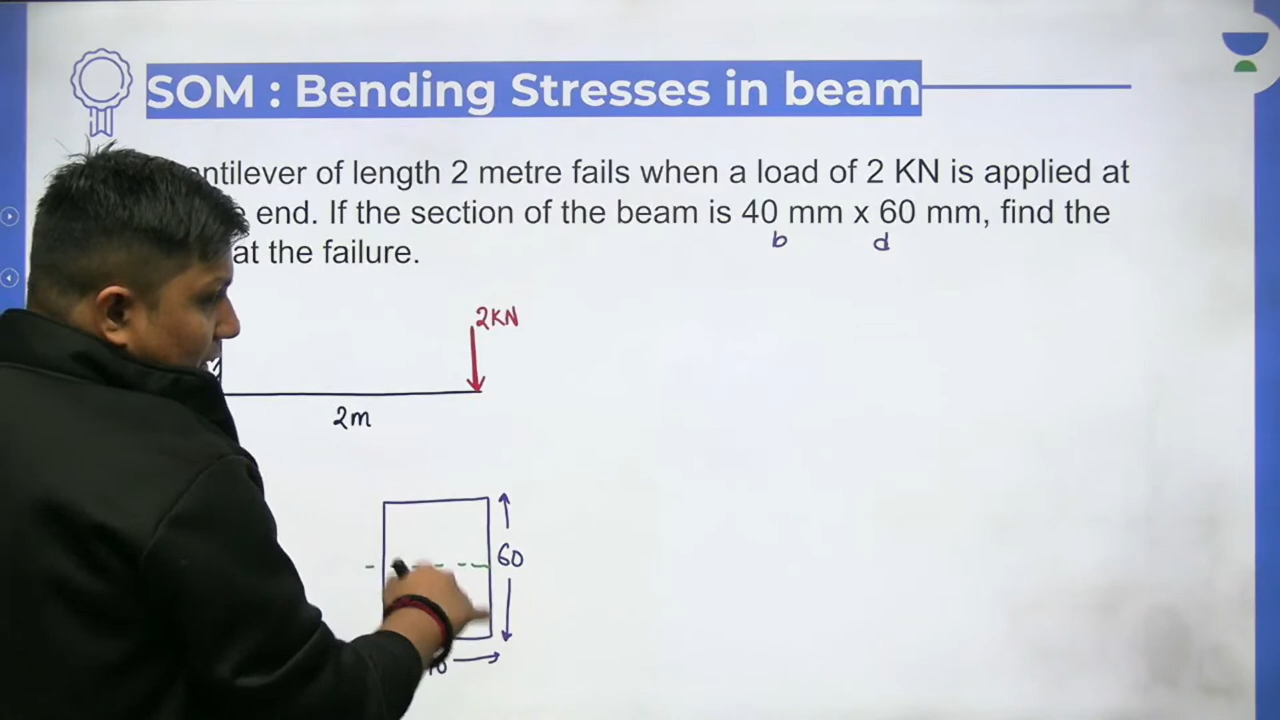 SOM : Bending Stresses in beam
cantilever of length 2 metre fails when a load of 2 KN is applied at
end. If the section of the beam is 40 mm x 60 mm, find the
b d
at the failure.
2KN
2m
60